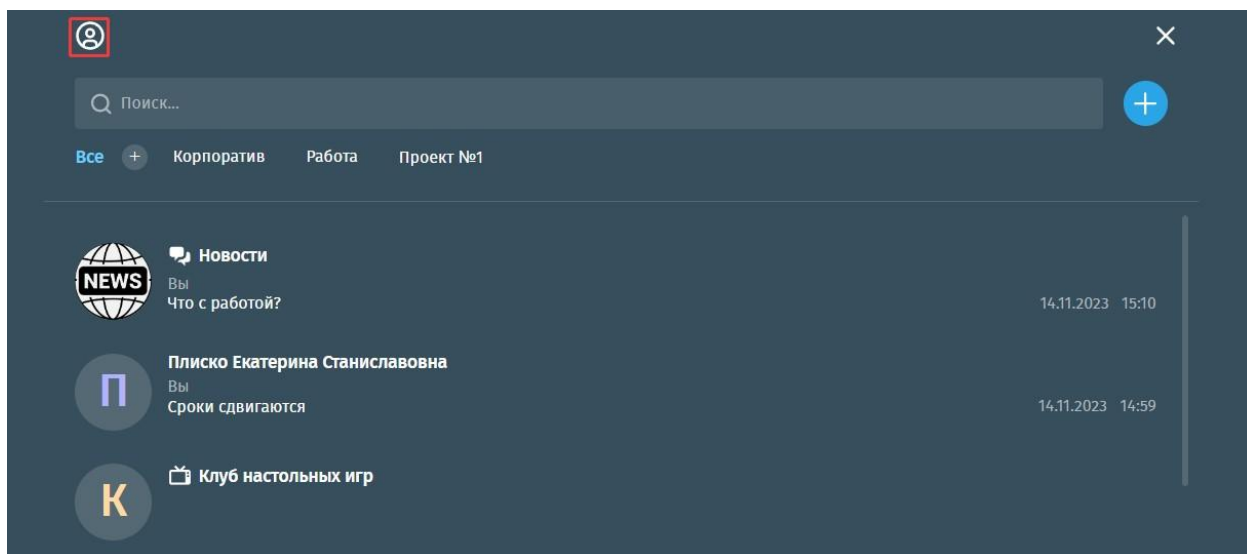 Поиск...
Все + Корпоратив Работа Проект №1
Новости
NEWS
Вы
Что с работой? 14.11.2023 15:10
Плиско Екатерина Станиславовна
П
Вы
Сроки сдвигаются 14.11.2023 14:59
Клуб настольных игр
К